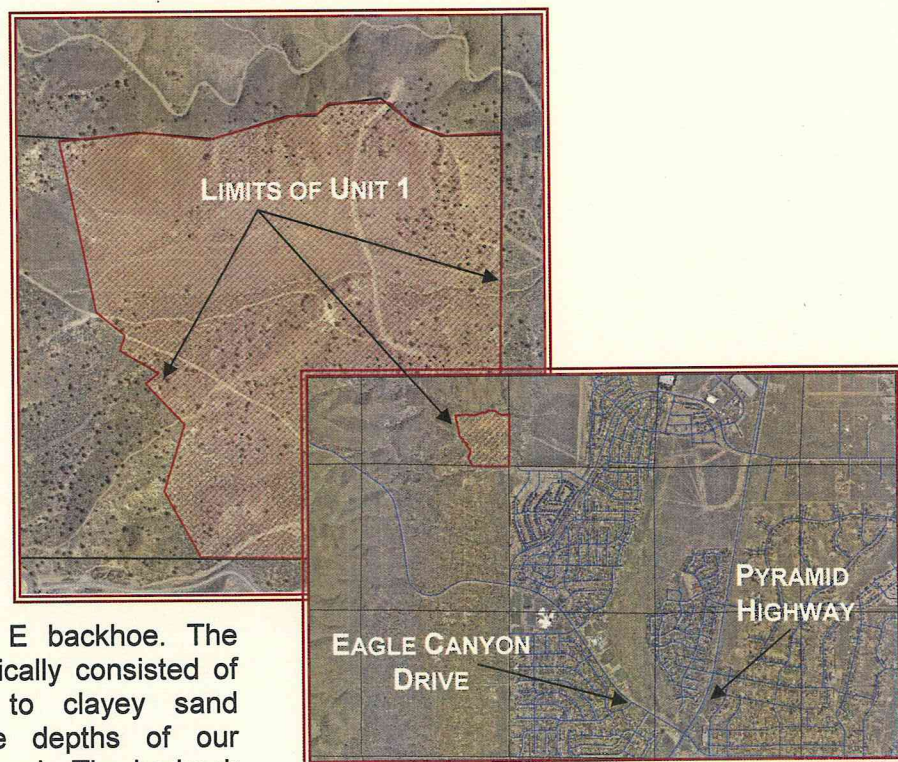 LIMITS OF UNIT 1
PYRAMID
HIGHWAY
EAGLE CANYON
DRIVE
E backhoe. The
ically consisted of
to clayey sand
depths of our